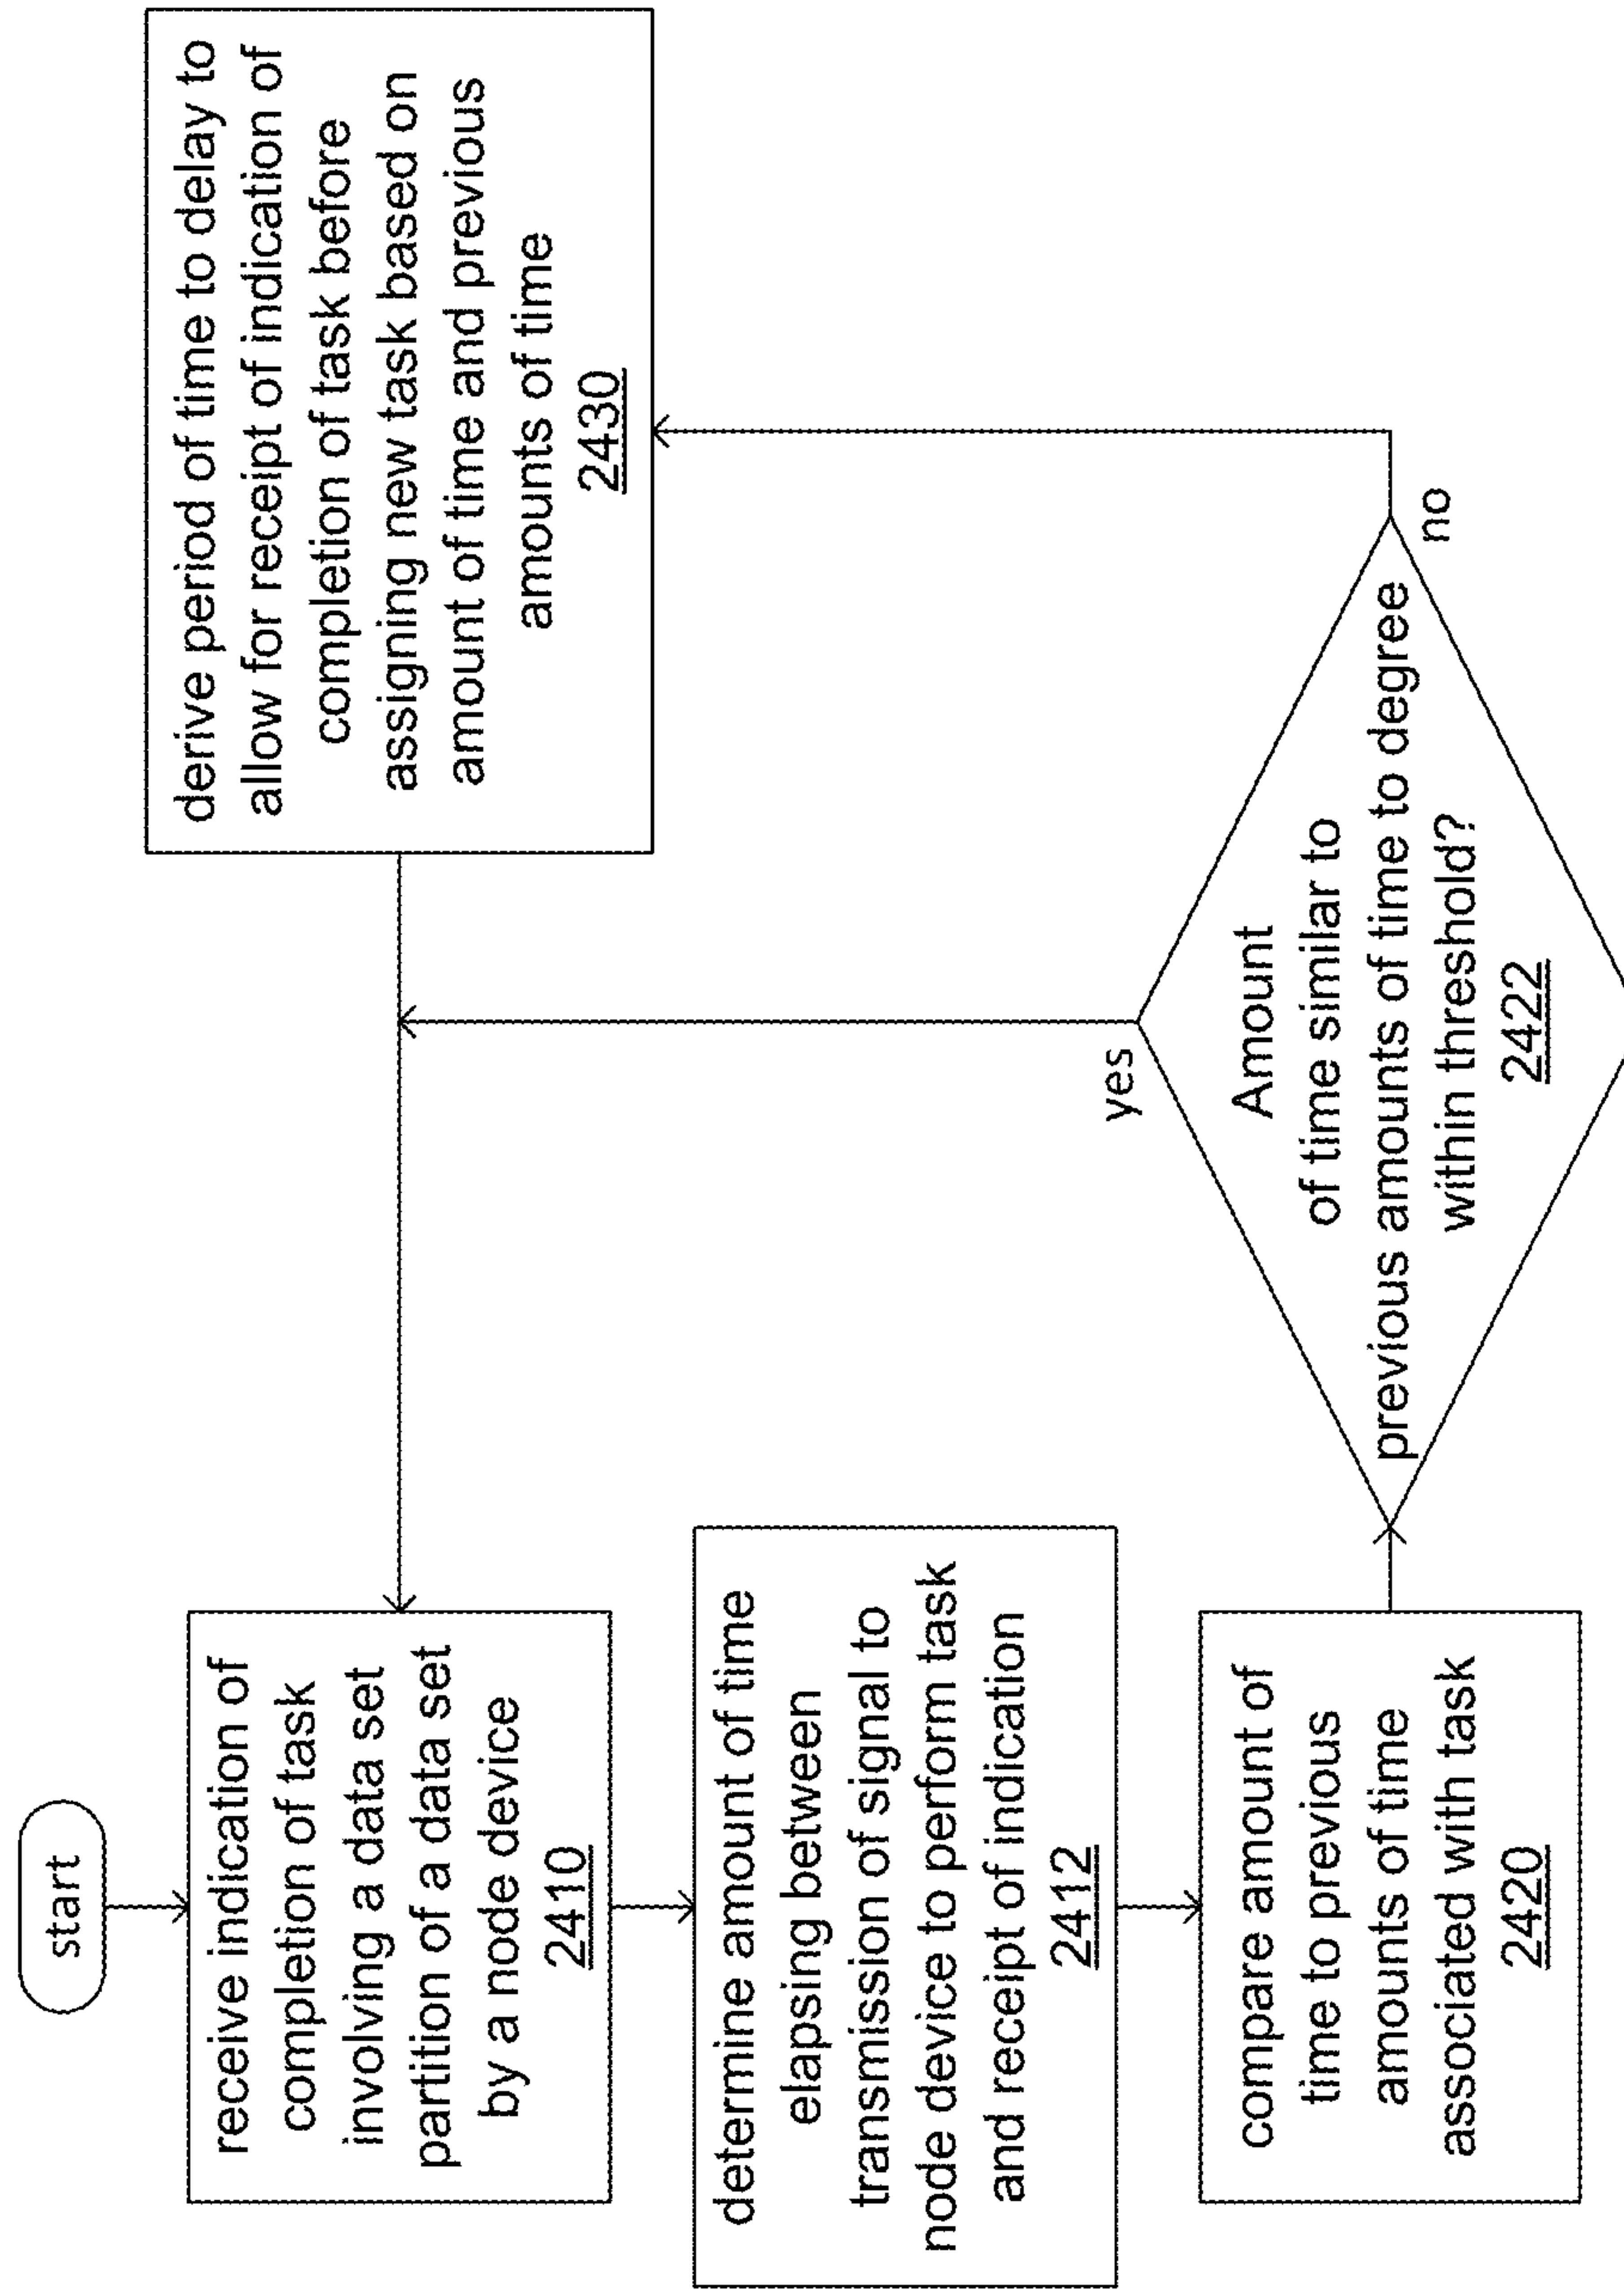 start
receive indication of
completion of task
involving a data set
partition of a data set
by a node device
2410
determine amount of time
elapsing between
transmission of signal to
node device to perform task
and receipt of indication
2412
compare amount of
time to previous
amounts of time
associated with task
2420
Amount
of time similar to
previous amounts of time to degree
within threshold?
2422
yes
no
derive period of time to delay to
allow for receipt of indication of
completion of task before
assigning new task based on
amount of time and previous
amounts of time
2430